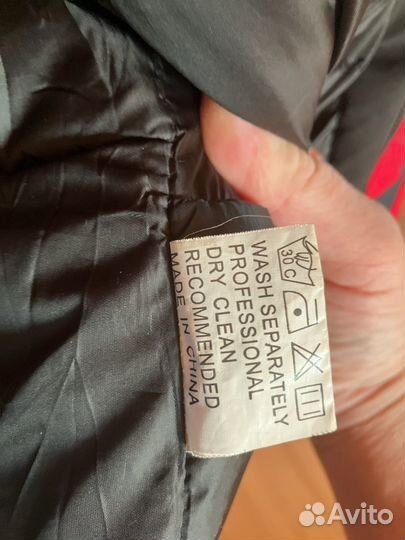 30 C
WASH SEPARATELY
PROFESSIONAL
DRY CLEAN
RECOMMENDED
MADE IN CHINA
Avito